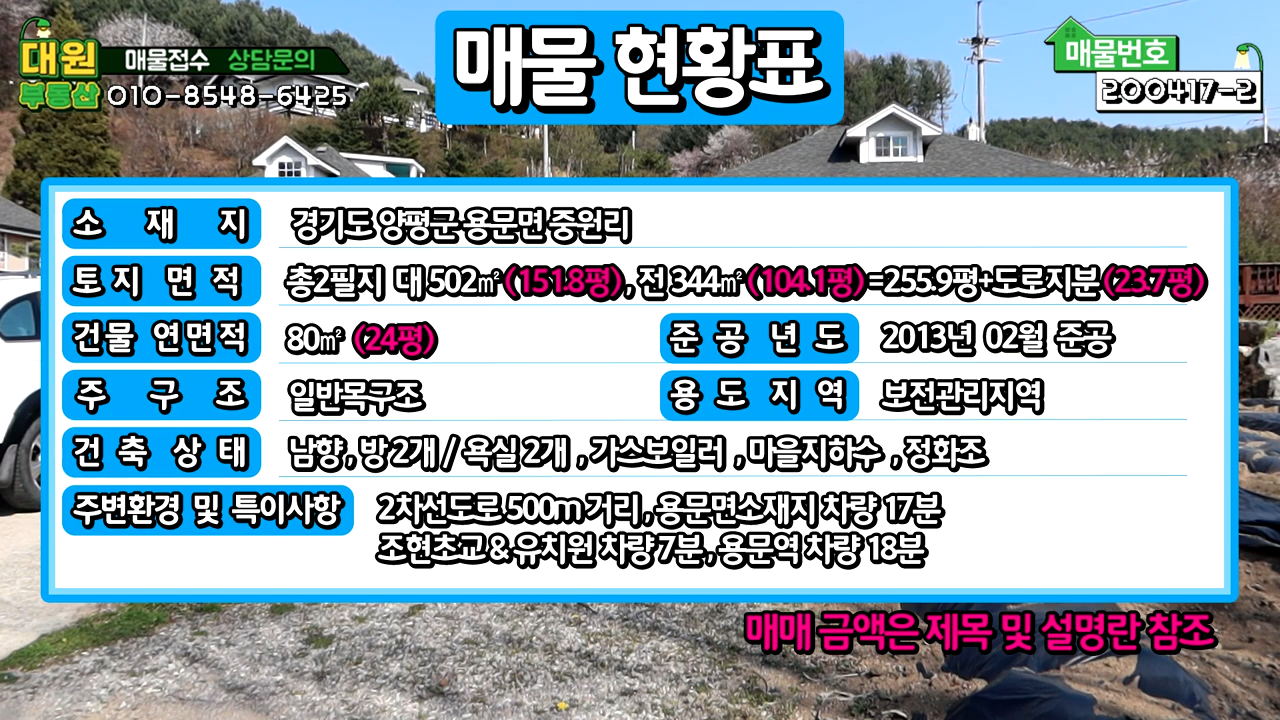 대원 매물접수 상담문의
부동산 010-8548-6425
매물 현황표
매물번호
200417-2
소재지 경기도 양평군 용문면 중원리
토지 면적 총2필지 대 502㎡(151.8평), 전 344㎡(104.1평)=255.9평+도로지분(23.7평)
건물 연면적 80㎡ (24평) 준공 년도 2013년 02월 준공
주구조 일반목구조 용도지역 보전관리지역
건축 상태 남향, 방 2개 / 욕실 2개 , 가스보일러 , 마을지하수 , 정화조
주변환경 및 특이사항 2차선도로 500m 거리, 용문면소재지 차량 17분
조현초교 & 유치원 차량 7분, 용문역 차량 18분
매매 금액은 제목 및 설명란 참조